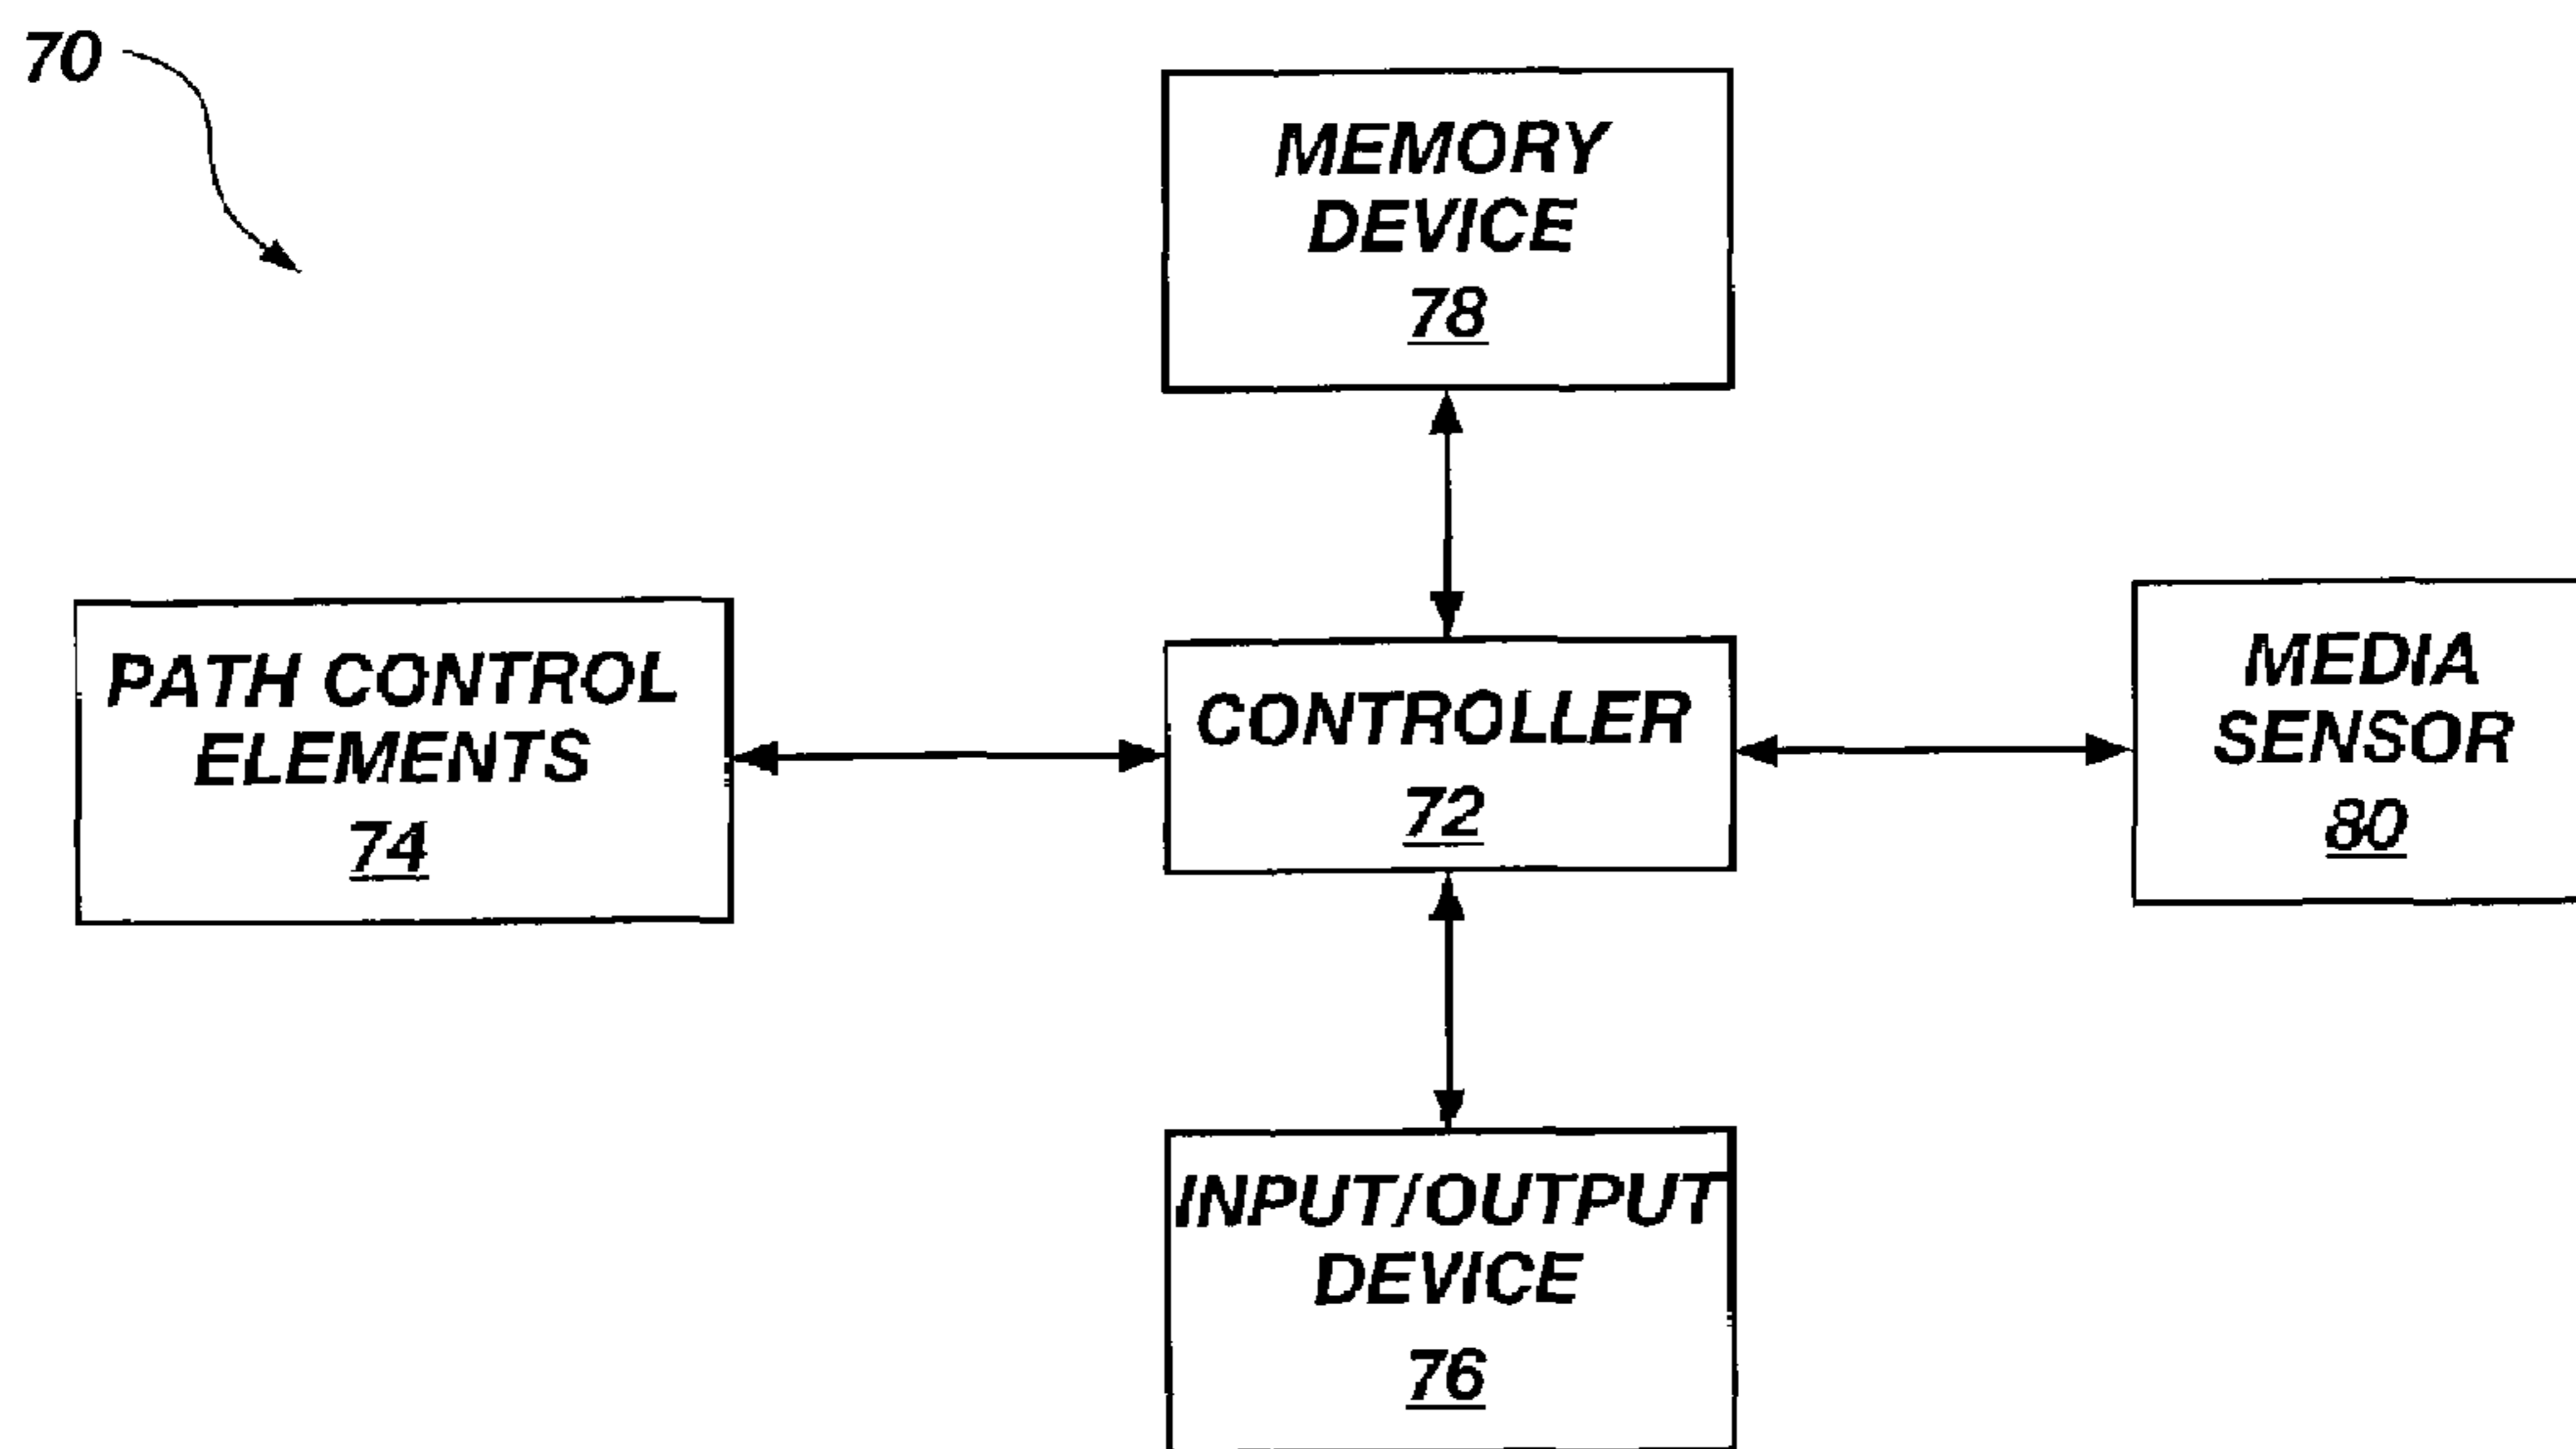 70
MEMORY
DEVICE
78
PATH CONTROL
ELEMENTS
74
CONTROLLER
72
MEDIA
SENSOR
80
INPUT/OUTPUT
DEVICE
76